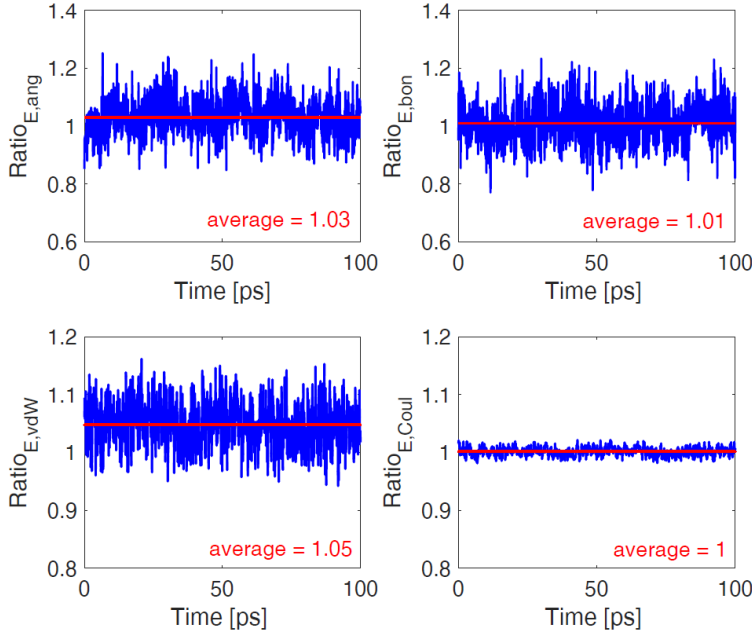 1.4
1.2
1
0.8
0.6
Ratio_E,ang
average = 1.03
0
50
100
Time [ps]
1.4
1.2
1
0.8
0.6
Ratio_E,bon
average = 1.01
0
50
100
Time [ps]
1.2
1.1
1
0.9
0.8
Ratio_E,vdW
average = 1.05
0
50
100
Time [ps]
1.2
1.1
1
0.9
0.8
Ratio_E,Coul
average = 1
0
50
100
Time [ps]